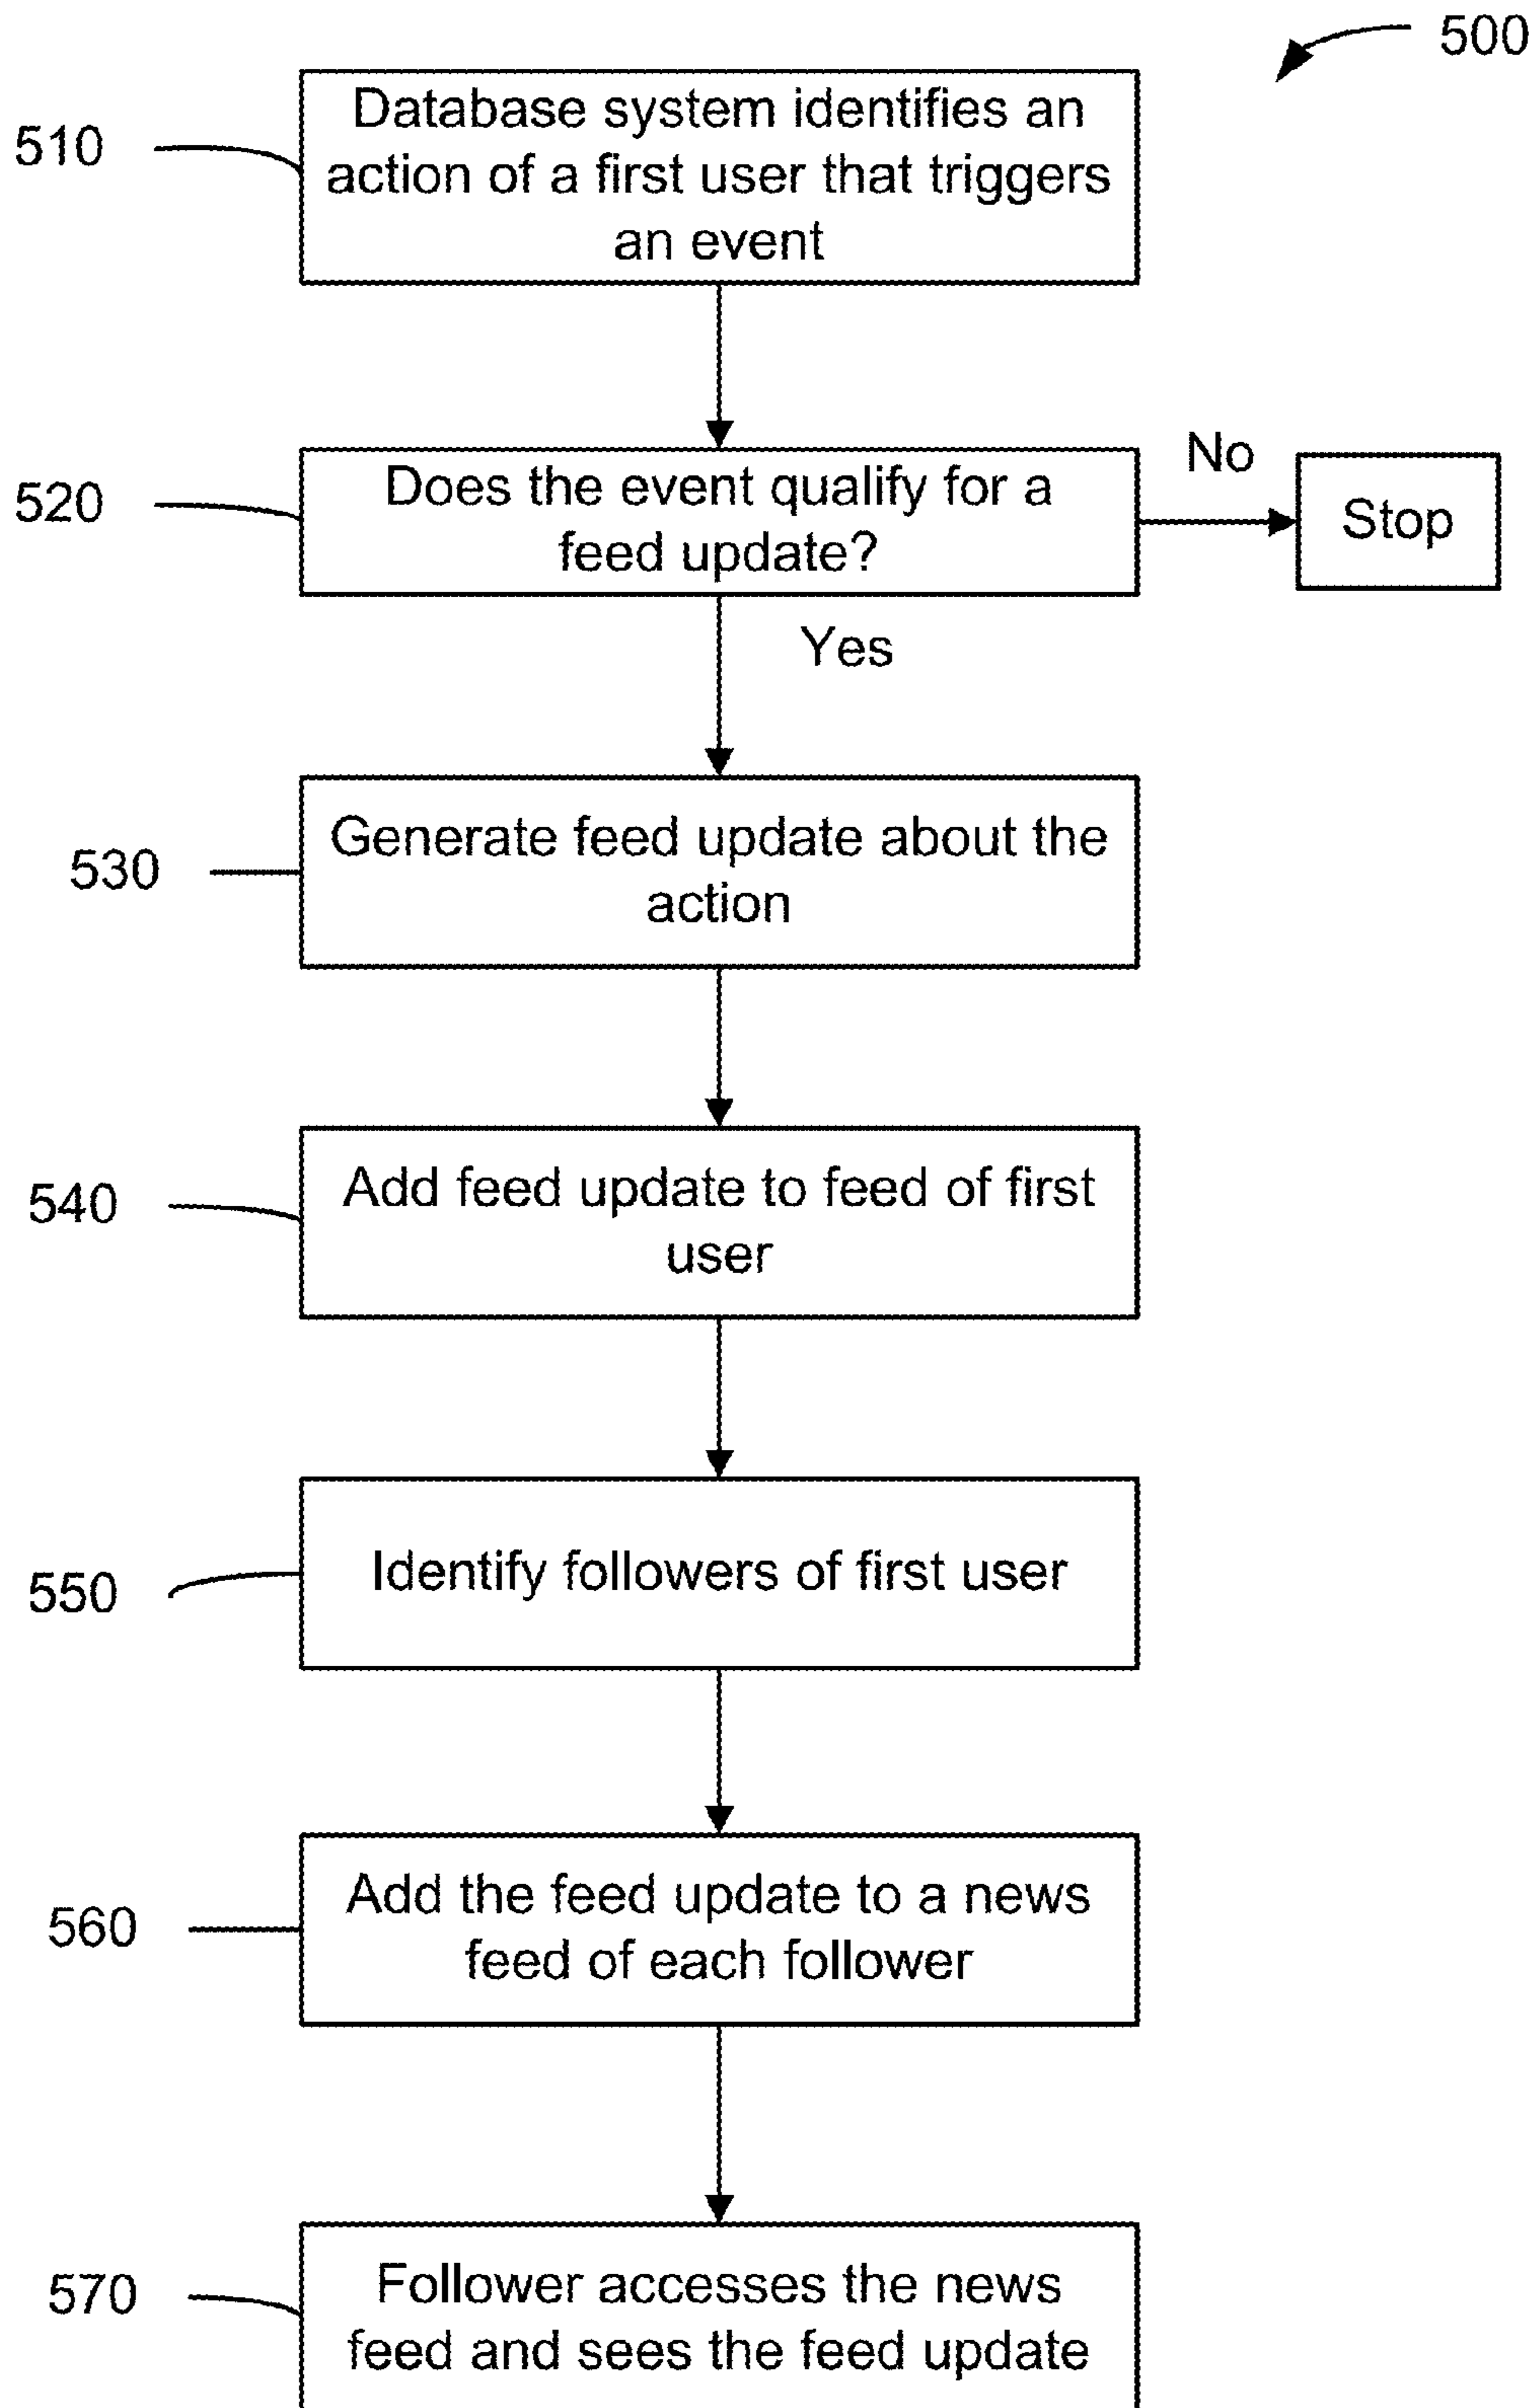 500
510
Database system identifies an
action of a first user that triggers
an event
520
Does the event qualify for a
feed update?
No
Stop
Yes
530
Generate feed update about the
action
540
Add feed update to feed of first
user
550
Identify followers of first user
560
Add the feed update to a news
feed of each follower
570
Follower accesses the news
feed and sees the feed update